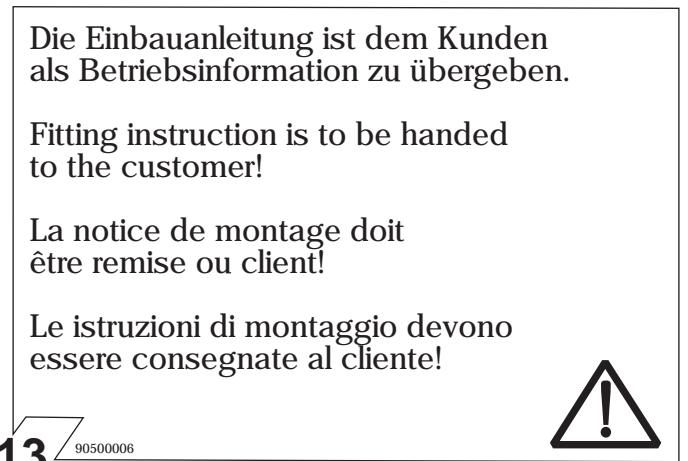 Die Einbauanleitung ist dem Kunden
als Betriebsinformation zu übergeben.
Fitting instruction is to be handed
to the customer!
La notice de montage doit
être remise ou client!
Le istruzioni di montaggio devono
essere consegnate al cliente!
13 90500006